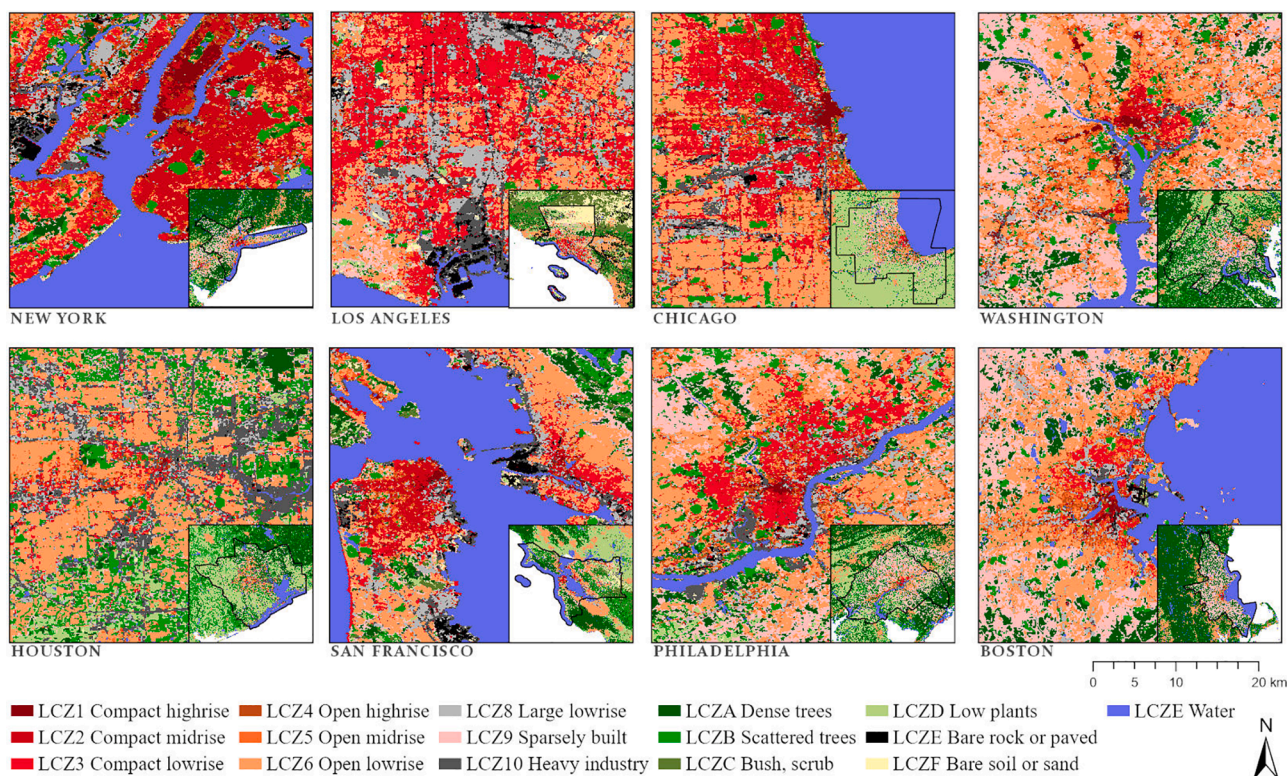 NEW YORK
LOS ANGELES
CHICAGO
WASHINGTON
HOUSTON
SAN FRANCISCO
PHILADELPHIA
BOSTON
0 5 10 20 km
LCZ1 Compact highrise
LCZ2 Compact midrise
LCZ3 Compact lowrise
LCZ4 Open highrise
LCZ5 Open midrise
LCZ6 Open lowrise
LCZ8 Large lowrise
LCZ9 Sparsely built
LCZ10 Heavy industry
LCZA Dense trees
LCZB Scattered trees
LCZC Bush, scrub
LCZD Low plants
LCZE Bare rock or paved
LCZF Bare soil or sand
LCZE Water
N